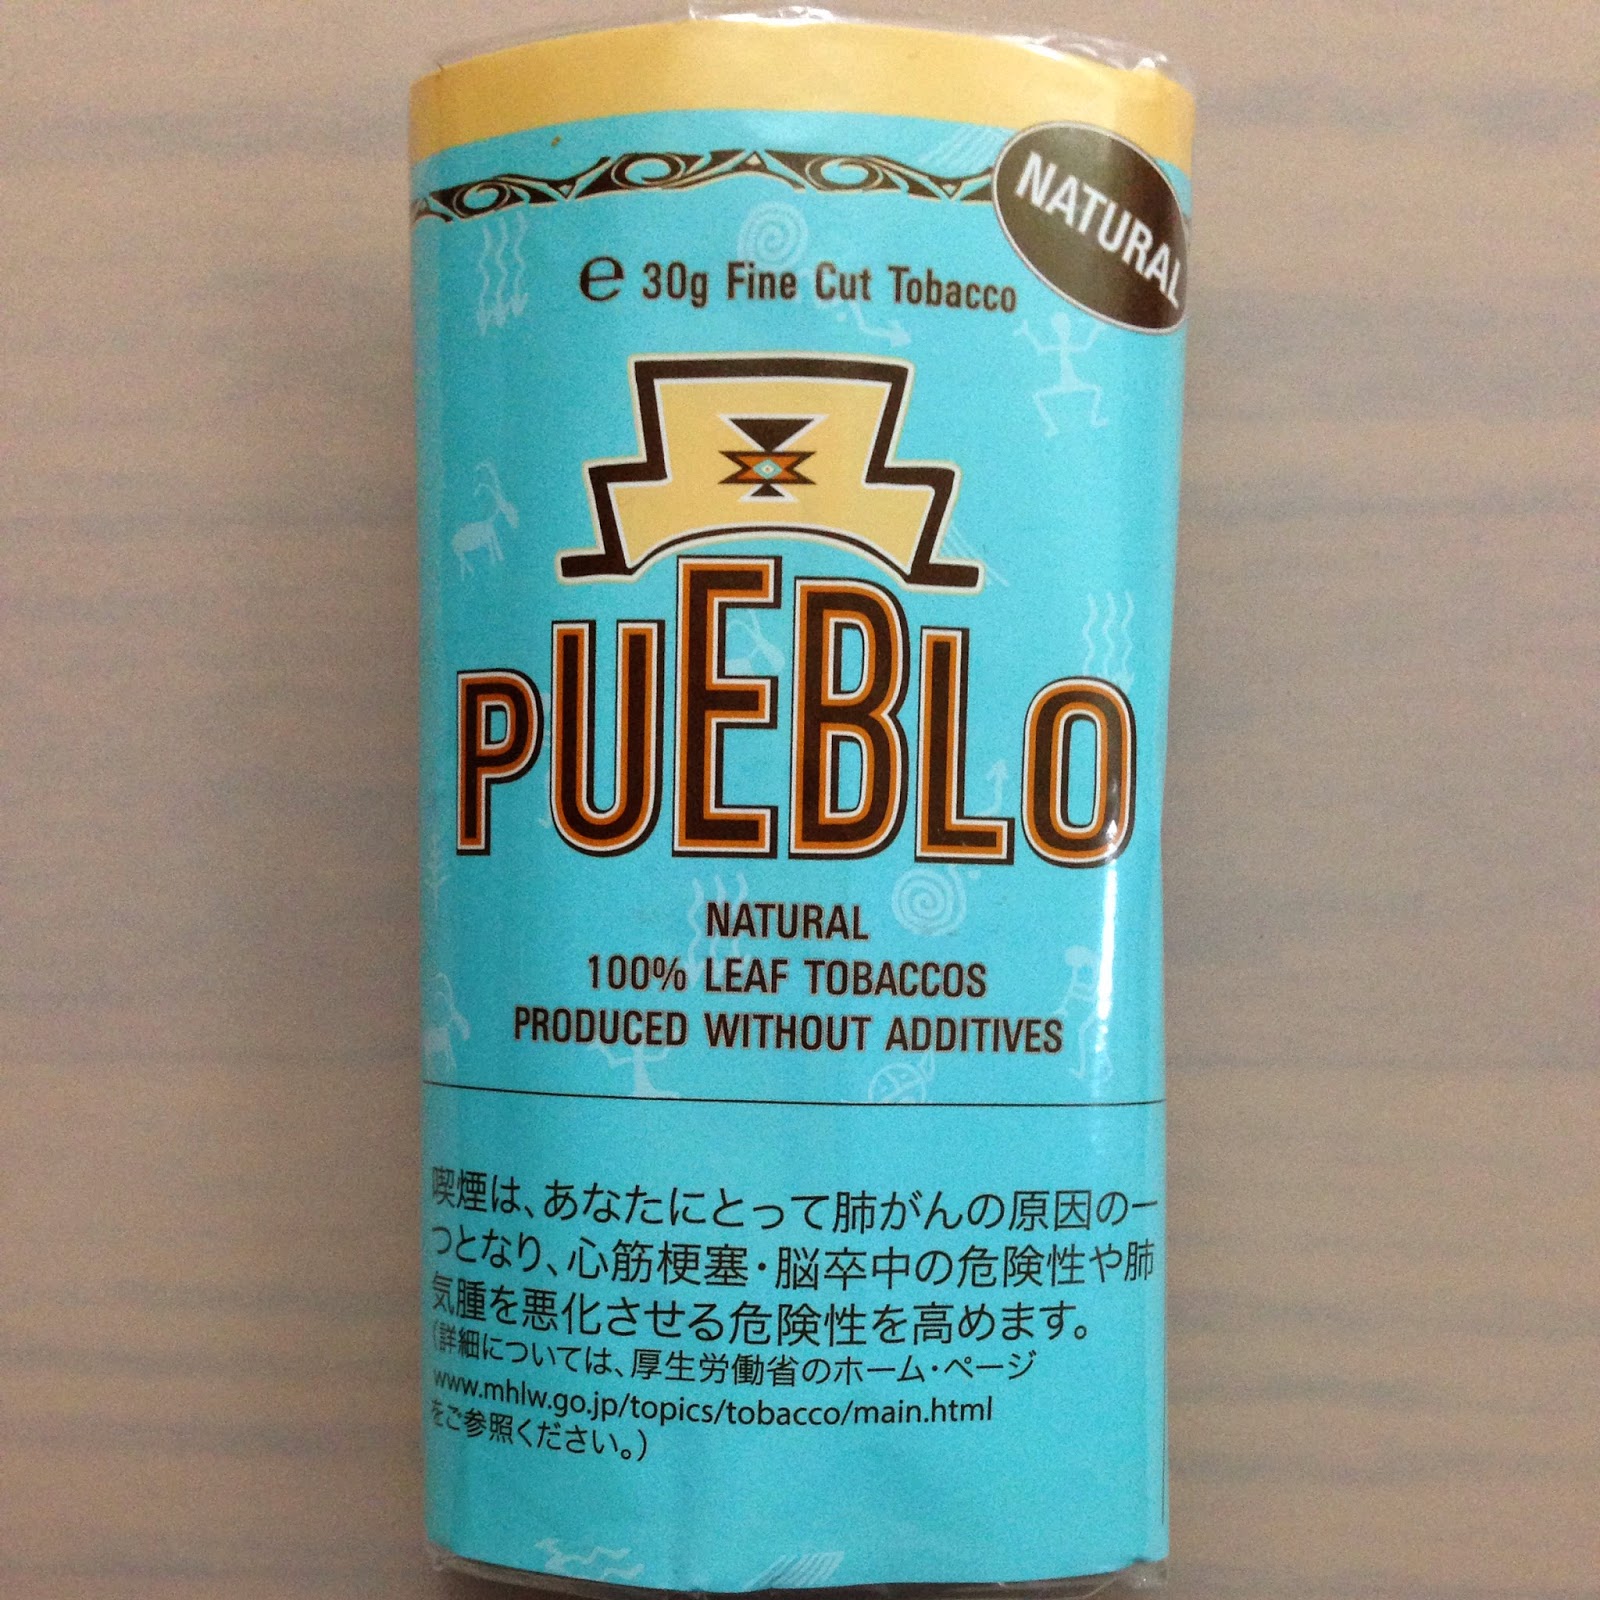 NATURAL
e 30g Fine Cut Tobacco
PUEBLO
NATURAL
100% LEAF TOBACCOS
PRODUCED WITHOUT ADDITIVES
喫煙は、あなたにとって肺がんの原因の一
つとなり、心筋梗塞・脳卒中の危険性や肺
気腫を悪化させる危険性を高めます。
（詳細については、厚生労働省のホーム・ページ
www.mhlw.go.jp/topics/tobacco/main.html
をご参照ください。）